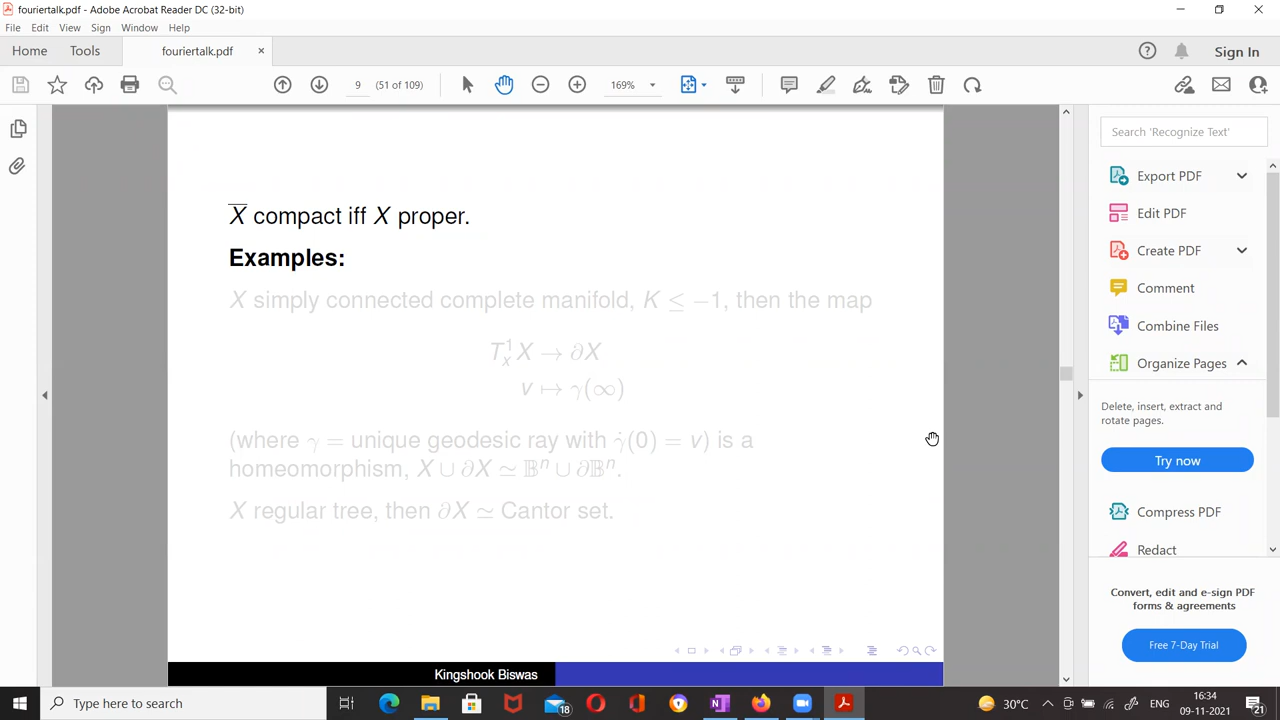 fouriertalk.pdf - Adobe Acrobat Reader DC (32-bit)
File Edit View Sign Window Help
Home Tools fouriertalk.pdf × Sign In
9 (51 of 109) 169%
Search 'Recognize Text'
X̅ compact iff X proper.
Examples:
X simply connected complete manifold, K ≤ −1, then the map
T¹ₓX → ∂X
v ↦ γ(∞)
(where γ = unique geodesic ray with γ̇(0) = v) is a
homeomorphism, X ∪ ∂X ≃ 𝔹ⁿ ∪ ∂𝔹ⁿ.
X regular tree, then ∂X ≃ Cantor set.
Kingshook Biswas
Export PDF
Edit PDF
Create PDF
Comment
Combine Files
Organize Pages
Delete, insert, extract and
rotate pages.
Try now
Compress PDF
Redact
Convert, edit and e-sign PDF
forms & agreements
Free 7-Day Trial
Type here to search
18
30°C
ENG
16:34
09-11-2021
21